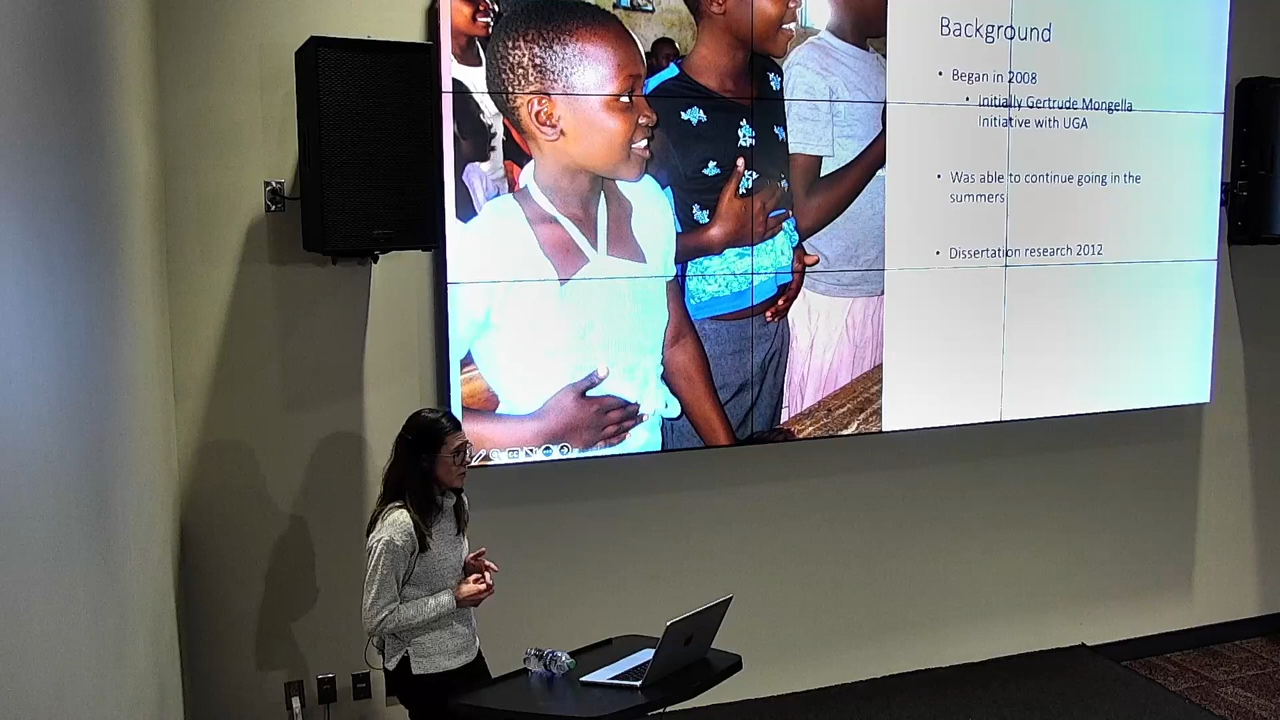 Background
• Began in 2008
• Initially Gertrude Mongella
Initiative with UGA
• Was able to continue going in the
summers
• Dissertation research 2012